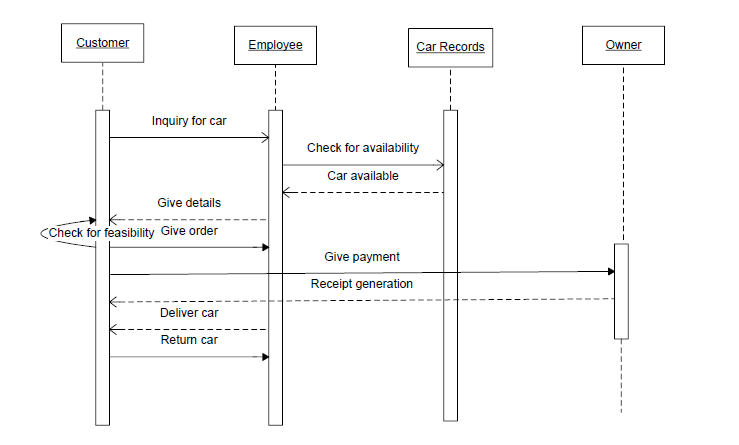 Customer
Employee
Car Records
Owner
Inquiry for car
Check for availability
Car available
Give details
Check for feasibility
Give order
Give payment
Receipt generation
Deliver car
Return car